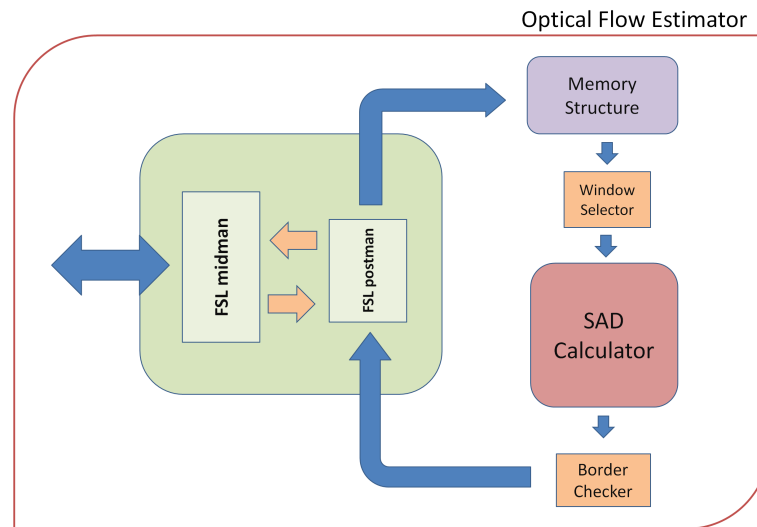 Optical Flow Estimator
Memory
Structure
Window
Selector
FSL midman
FSL postman
SAD
Calculator
Border
Checker